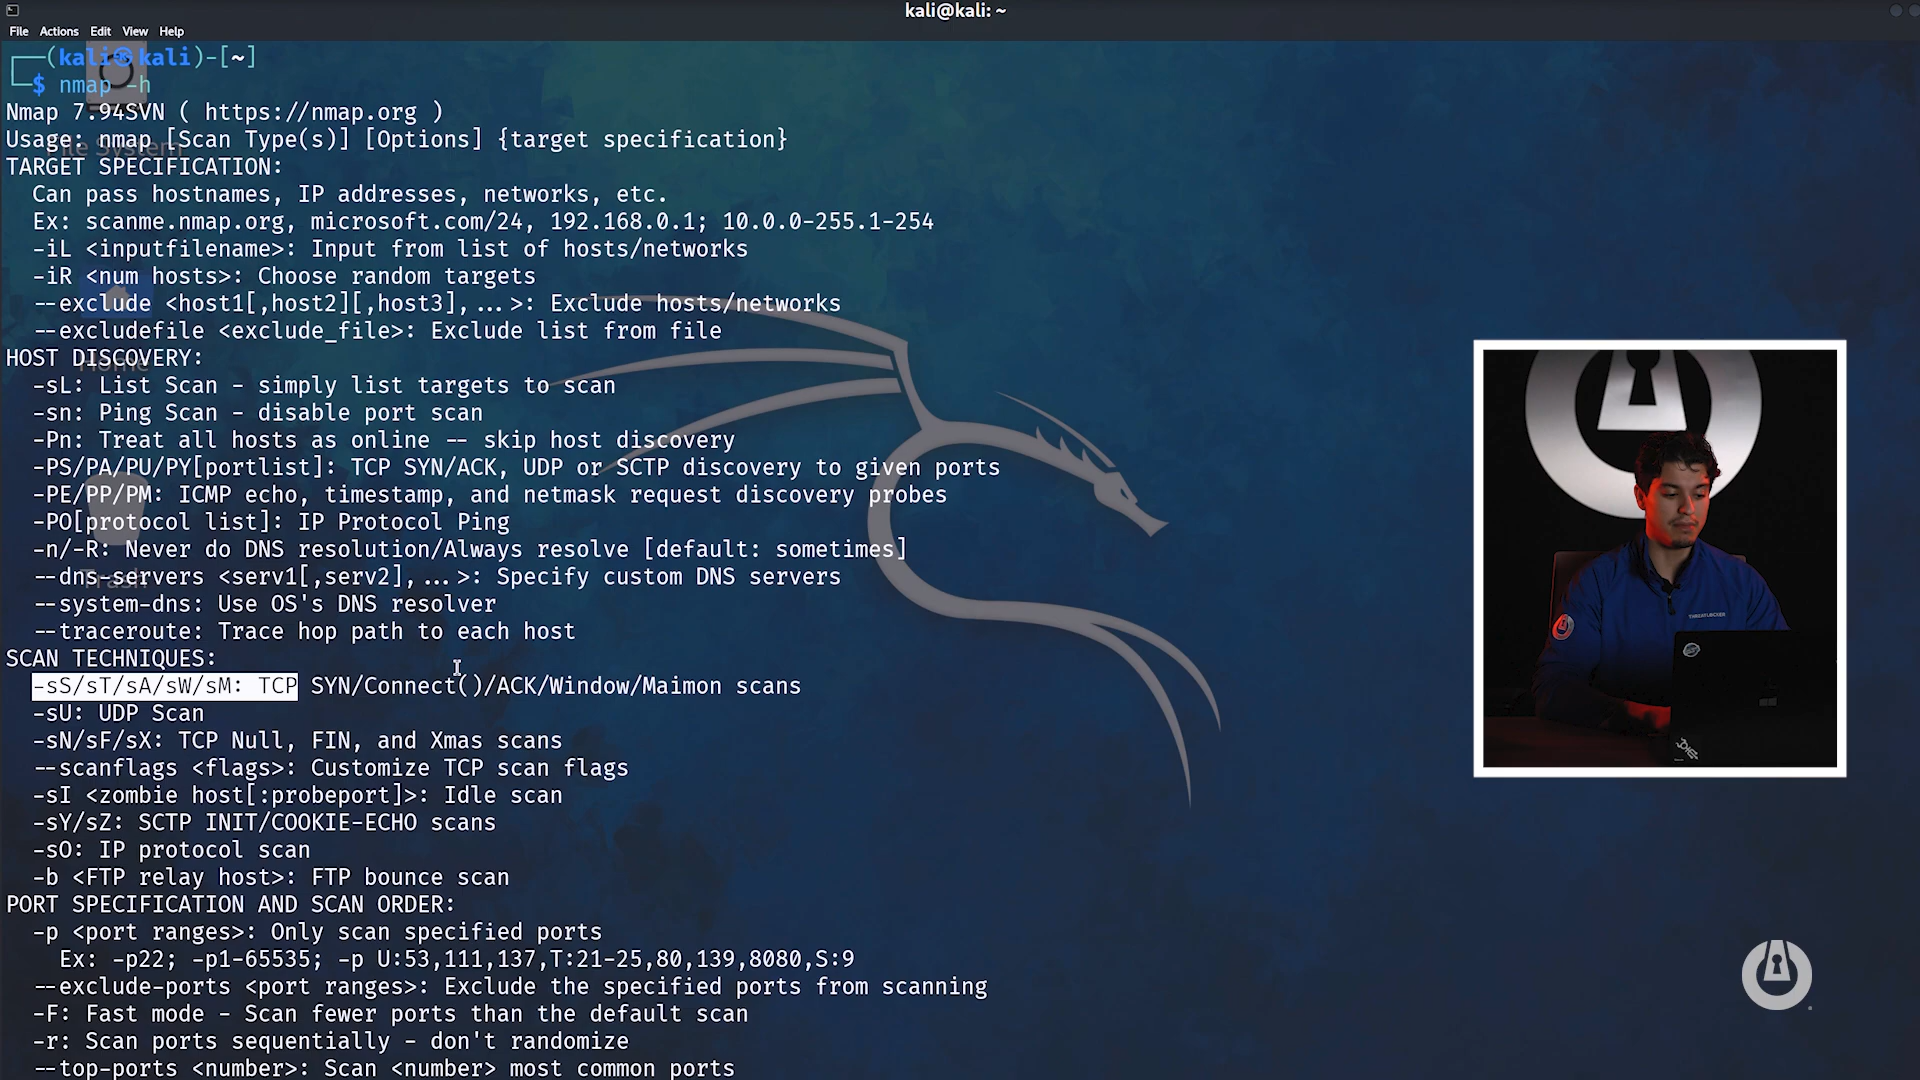 kali@kali: ~
File Actions Edit View Help
(kali㉿kali)-[~]
$ nmap -h
Nmap 7.94SVN ( https://nmap.org )
Usage: nmap [Scan Type(s)] [Options] {target specification}
File System
TARGET SPECIFICATION:
Can pass hostnames, IP addresses, networks, etc.
Ex: scanme.nmap.org, microsoft.com/24, 192.168.0.1; 10.0.0-255.1-254
-iL <inputfilename>: Input from list of hosts/networks
-iR <num hosts>: Choose random targets
--exclude <host1[,host2][,host3],...>: Exclude hosts/networks
--excludefile <exclude_file>: Exclude list from file
HOST DISCOVERY:
Home
-sL: List Scan - simply list targets to scan
-sn: Ping Scan - disable port scan
-Pn: Treat all hosts as online -- skip host discovery
-PS/PA/PU/PY[portlist]: TCP SYN/ACK, UDP or SCTP discovery to given ports
-PE/PP/PM: ICMP echo, timestamp, and netmask request discovery probes
-PO[protocol list]: IP Protocol Ping
-n/-R: Never do DNS resolution/Always resolve [default: sometimes]
--dns-servers <serv1[,serv2],...>: Specify custom DNS servers
Trash
--system-dns: Use OS's DNS resolver
--traceroute: Trace hop path to each host
SCAN TECHNIQUES:
-sS/sT/sA/sW/sM: TCP SYN/Connect()/ACK/Window/Maimon scans
-sU: UDP Scan
-sN/sF/sX: TCP Null, FIN, and Xmas scans
--scanflags <flags>: Customize TCP scan flags
-sI <zombie host[:probeport]>: Idle scan
-sY/sZ: SCTP INIT/COOKIE-ECHO scans
-sO: IP protocol scan
-b <FTP relay host>: FTP bounce scan
PORT SPECIFICATION AND SCAN ORDER:
-p <port ranges>: Only scan specified ports
Ex: -p22; -p1-65535; -p U:53,111,137,T:21-25,80,139,8080,S:9
--exclude-ports <port ranges>: Exclude the specified ports from scanning
-F: Fast mode - Scan fewer ports than the default scan
-r: Scan ports sequentially - don't randomize
--top-ports <number>: Scan <number> most common ports
THREATLOCKER